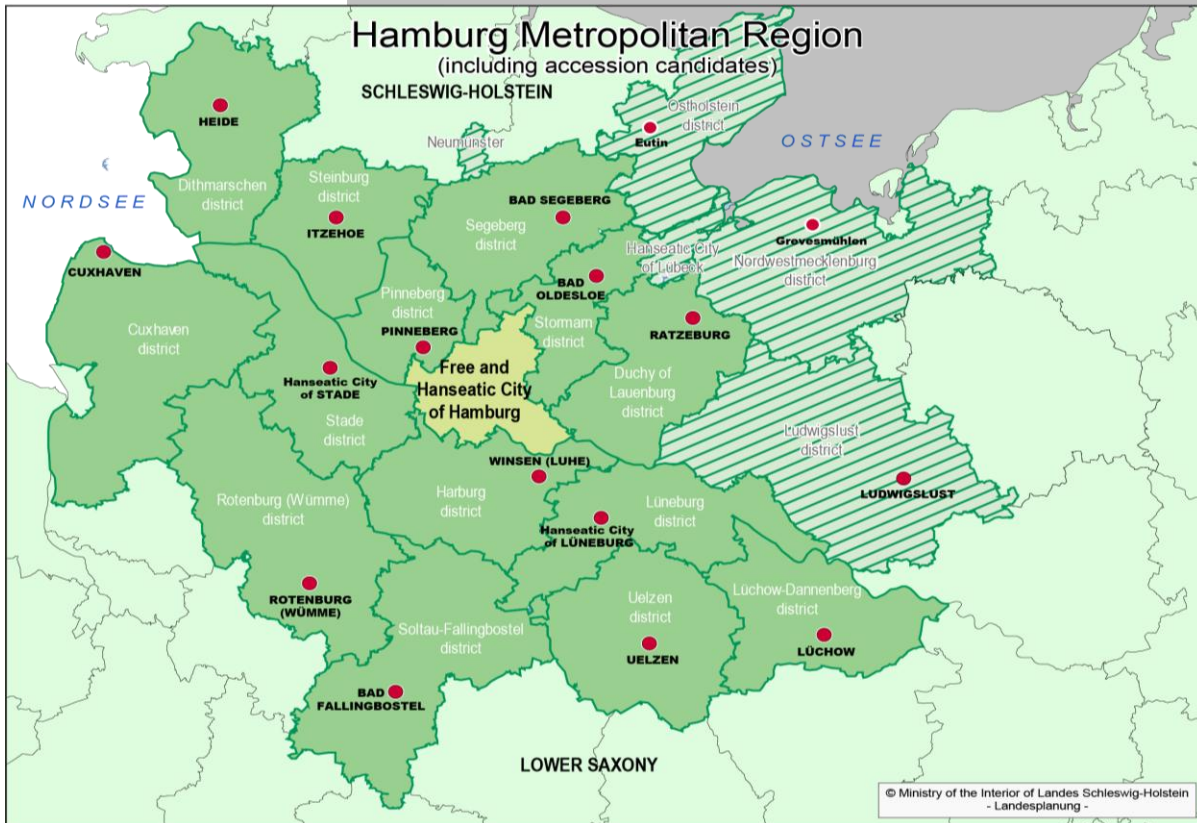 Hamburg Metropolitan Region
(including accession candidates)
SCHLESWIG-HOLSTEIN
HEIDE
Ostholstein
district
Eutin
Neumünster
OSTSEE
Dithmarschen
district
Steinburg
district
NORDSEE
BAD SEGEBERG
ITZEHOE
Segeberg
district
Grevesmühlen
CUXHAVEN
Hanseatic City
of Lübeck
Nordwestmecklenburg
district
BAD
OLDESLOE
Pinneberg
district
Cuxhaven
district
PINNEBERG
Stormarn
district
RATZEBURG
Free and
Hanseatic City
of Hamburg
Hanseatic City
of STADE
Duchy of
Lauenburg
district
Stade
district
Ludwigslust
district
WINSEN (LUHE)
LUDWIGSLUST
Rotenburg (Wümme)
district
Harburg
district
Lüneburg
district
Hanseatic City
of LÜNEBURG
ROTENBURG
(WÜMME)
Uelzen
district
Lüchow-Dannenberg
district
Soltau-Fallingbostel
district
UELZEN
LÜCHOW
BAD
FALLINGBOSTEL
LOWER SAXONY
© Ministry of the Interior of Landes Schleswig-Holstein
- Landesplanung -